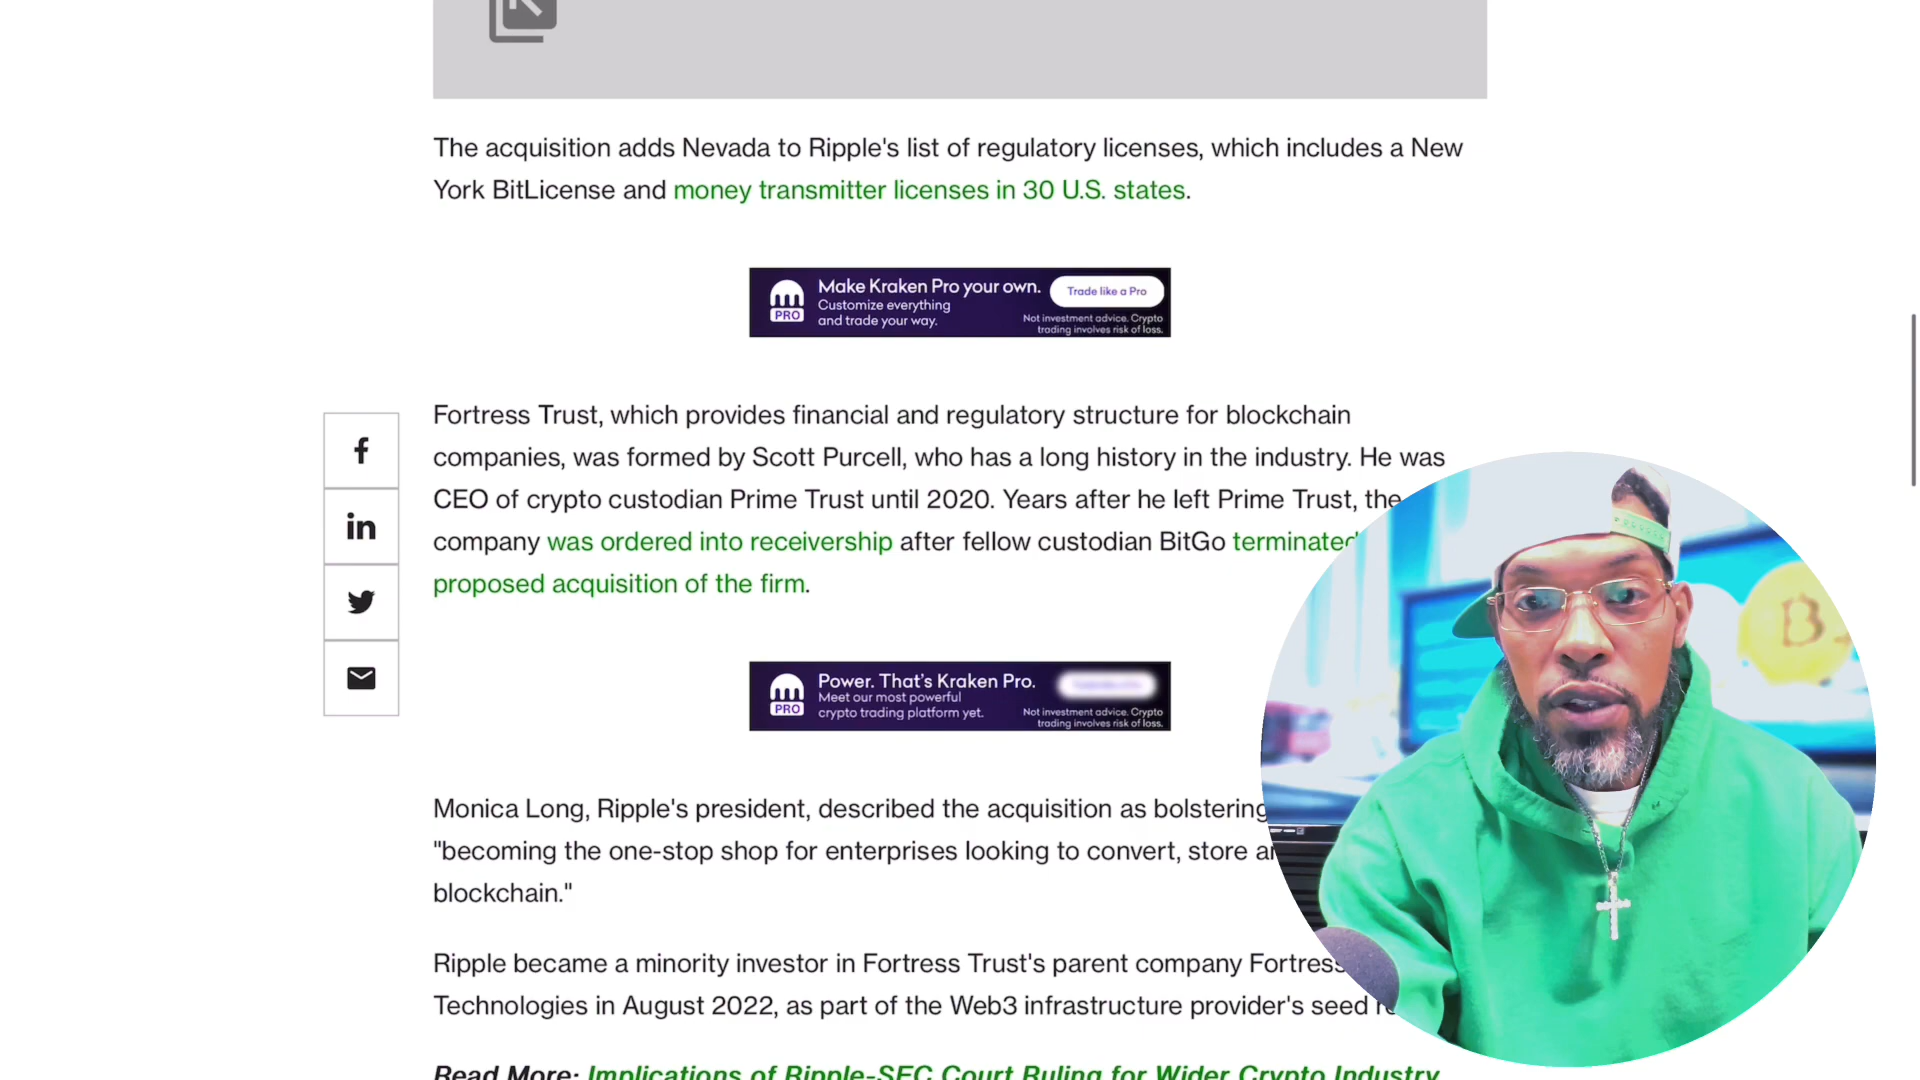 The acquisition adds Nevada to Ripple's list of regulatory licenses, which includes a New
York BitLicense and money transmitter licenses in 30 U.S. states.
Make Kraken Pro your own.
Customize everything
and trade your way.
PRO
Trade like a Pro
Not investment advice. Crypto
trading involves risk of loss.
Fortress Trust, which provides financial and regulatory structure for blockchain
companies, was formed by Scott Purcell, who has a long history in the industry. He was
CEO of crypto custodian Prime Trust until 2020. Years after he left Prime Trust, the
company was ordered into receivership after fellow custodian BitGo terminated
proposed acquisition of the firm.
f
in
Power. That's Kraken Pro.
Meet our most powerful
crypto trading platform yet.
PRO
Not investment advice. Crypto
trading involves risk of loss.
Monica Long, Ripple's president, described the acquisition as bolstering
"becoming the one-stop shop for enterprises looking to convert, store
blockchain."
Ripple became a minority investor in Fortress Trust's parent company Fortress
Technologies in August 2022, as part of the Web3 infrastructure provider's seed
Read More: Implications of Ripple-SEC Court Ruling for Wider Crypto Industry